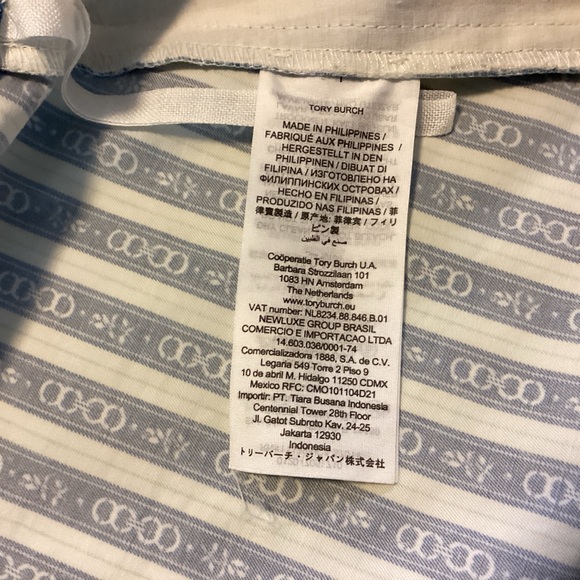 TORY BURCH
MADE IN PHILIPPINES /
FABRIQUÉ AUX PHILIPPINES /
HERGESTELLT IN DEN
PHILIPPINEN / DIBUAT DI
FILIPINA / ИЗГОТОВЛЕНО НА
ФИЛИППИНСКИХ ОСТРОВАХ /
HECHO EN FILIPINAS /
PRODUZIDO NAS FILIPINAS / 菲
律賓製造 / 原产地: 菲律宾 / フィリ
ピン製
صنع في الفلبين
Coöperatie Tory Burch U.A.
Barbara Strozzilaan 101
1083 HN Amsterdam
The Netherlands
www.toryburch.eu
VAT number: NL8234.88.846.B.01
NEWLUXE GROUP BRASIL
COMERCIO E IMPORTACAO LTDA
14.603.036/0001-74
Comercializadora 1888, S.A. de C.V.
Legaria 549 Torre 2 Piso 9
10 de abril M. Hidalgo 11250 CDMX
Mexico RFC: CMO101104D21
Importir: PT. Tiara Busana Indonesia
Centennial Tower 28th Floor
Jl. Gatot Subroto Kav. 24-25
Jakarta 12930
Indonesia
トリーバーチ・ジャパン株式会社